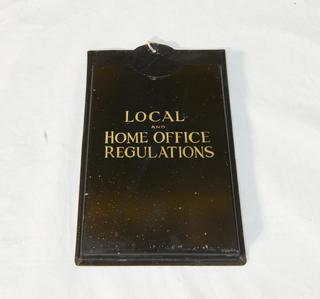 LOCAL
AND
HOME OFFICE
REGULATIONS